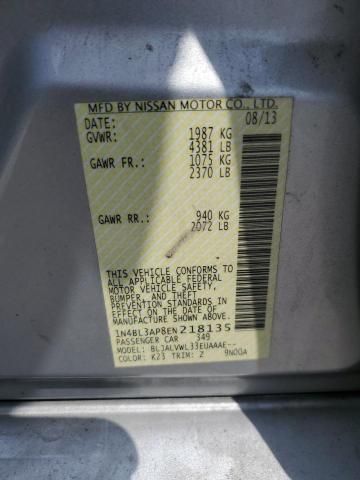 MFD BY NISSAN MOTOR CO., LTD.
DATE: 08/13
GVWR: 1987 KG
4381 LB
GAWR FR.: 1075 KG
2370 LB
GAWR RR.: 940 KG
2072 LB
THIS VEHICLE CONFORMS TO
ALL APPLICABLE FEDERAL
MOTOR VEHICLE SAFETY,
BUMPER, AND THEFT
PREVENTION STANDARDS IN
EFFECT ON THE DATE OF
MANUFACTURE SHOWN ABOVE.
1N4BL3AP8EN218135
PASSENGER CAR 349
MODEL: BLJALVWL33EUAAAE--
COLOR: K23 TRIM: Z 9N00A